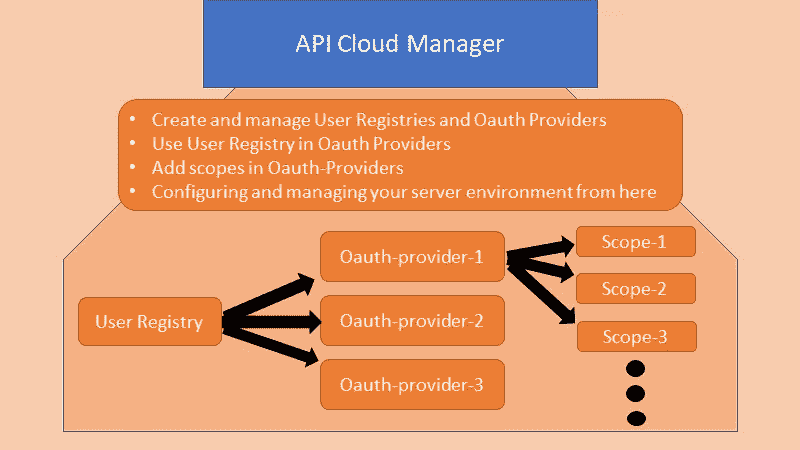 API Cloud Manager
• Create and manage User Registries and Oauth Providers
• Use User Registry in Oauth Providers
• Add scopes in Oauth-Providers
• Configuring and managing your server environment from here
User Registry
Oauth-provider-1
Oauth-provider-2
Oauth-provider-3
Scope-1
Scope-2
Scope-3